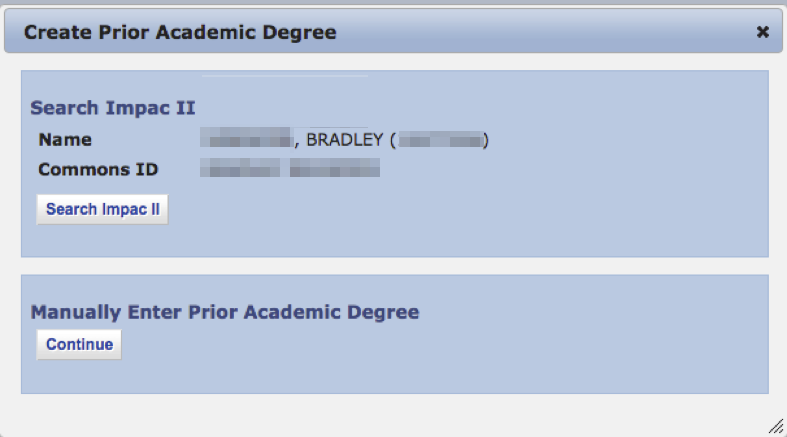 Create Prior Academic Degree
Search Impac II
Name , BRADLEY ( )
Commons ID
Search Impac II
Manually Enter Prior Academic Degree
Continue